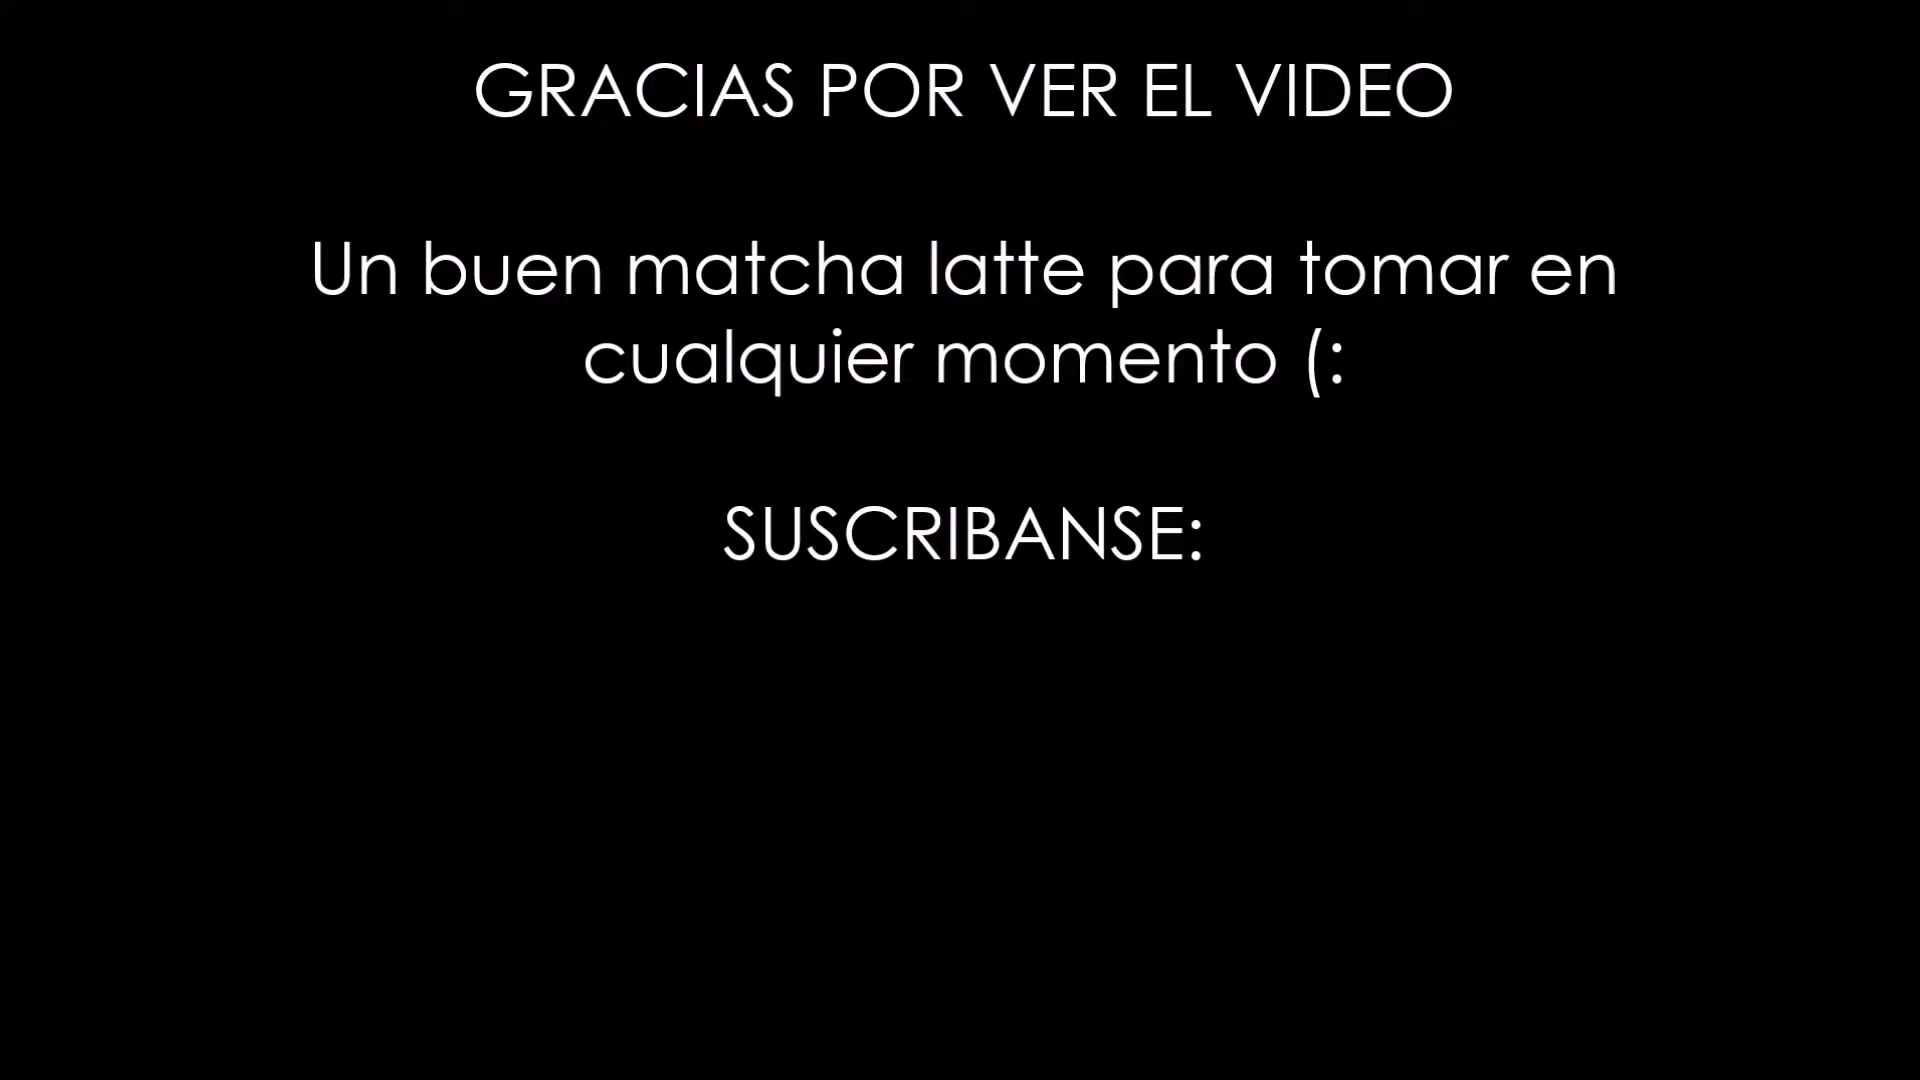 GRACIAS POR VER EL VIDEO
Un buen matcha latte para tomar en
cualquier momento (:
SUSCRIBANSE: